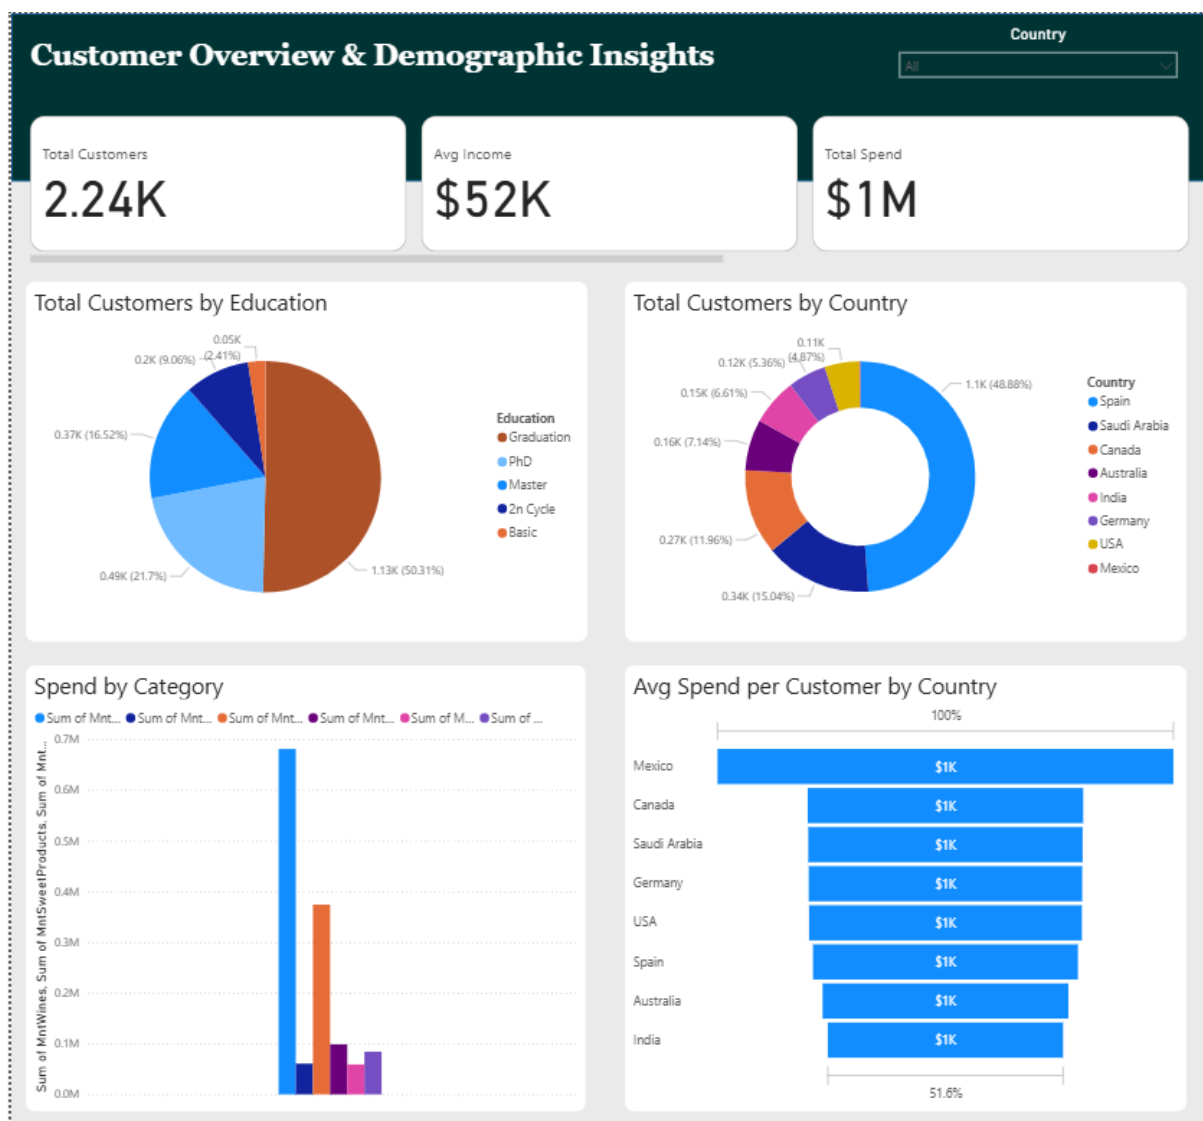 Customer Overview & Demographic Insights
Country
All
Total Customers
2.24K
Avg Income
$52K
Total Spend
$1M
Total Customers by Education
0.05K
(2.41%)
0.2K (9.06%)
0.37K (16.52%)
0.49K (21.7%)
1.13K (50.31%)
Education
Graduation
PhD
Master
2n Cycle
Basic
Total Customers by Country
0.11K
(4.87%)
0.12K (5.36%)
0.15K (6.61%)
0.16K (7.14%)
0.27K (11.96%)
0.34K (15.04%)
1.1K (48.88%)
Country
Spain
Saudi Arabia
Canada
Australia
India
Germany
USA
Mexico
Spend by Category
Sum of Mnt... Sum of Mnt... Sum of Mnt... Sum of Mnt... Sum of M... Sum of ...
Sum of MntWines, Sum of MntSweetProducts, Sum of Mnt...
0.7M
0.6M
0.5M
0.4M
0.3M
0.2M
0.1M
0.0M
Avg Spend per Customer by Country
100%
Mexico $1K
Canada $1K
Saudi Arabia $1K
Germany $1K
USA $1K
Spain $1K
Australia $1K
India $1K
51.6%